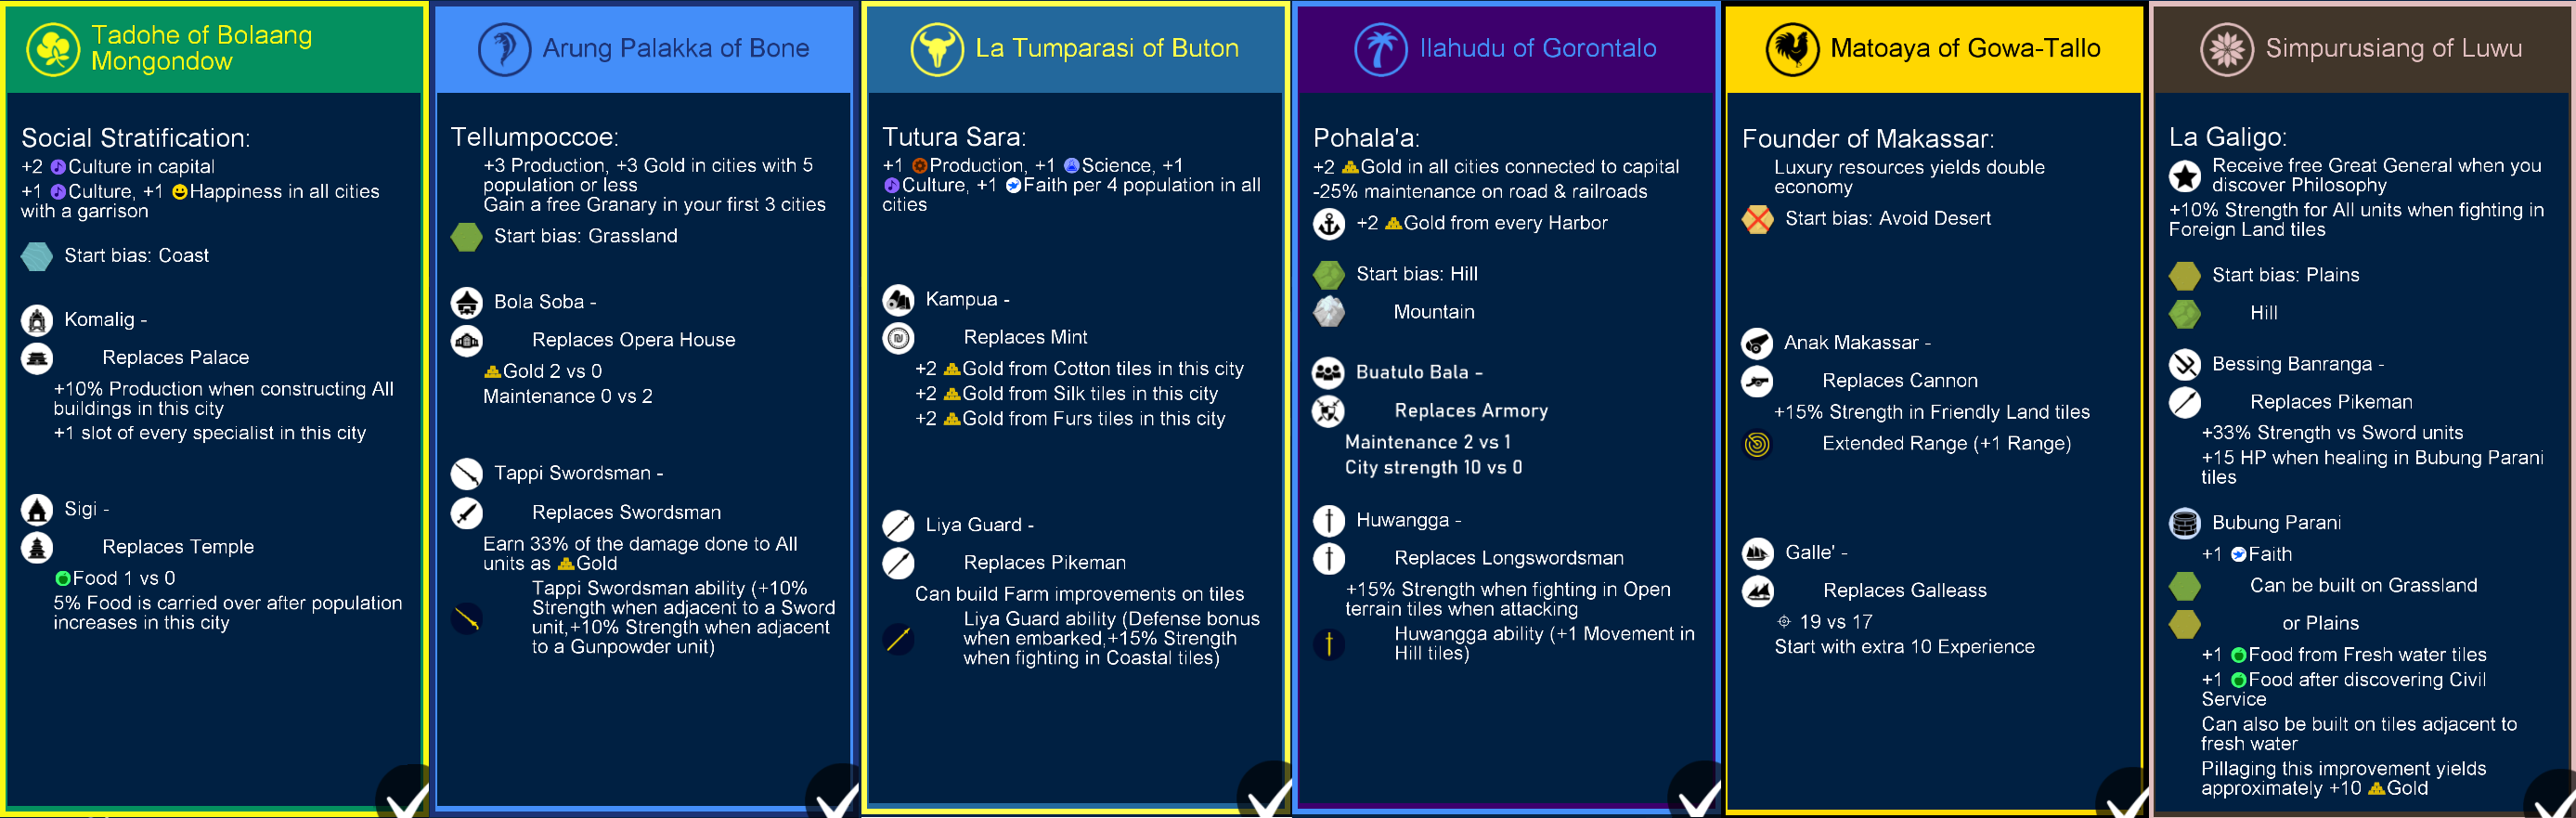 Tadohe of Bolaang
Mongondow
Social Stratification:
+2 Culture in capital
+1 Culture, +1 Happiness in all cities
with a garrison
Start bias: Coast
Komalig -
Replaces Palace
+10% Production when constructing All
buildings in this city
+1 slot of every specialist in this city
Sigi -
Replaces Temple
Food 1 vs 0
5% Food is carried over after population
increases in this city
Arung Palakka of Bone
Tellumpoccoe:
+3 Production, +3 Gold in cities with 5
population or less
Gain a free Granary in your first 3 cities
Start bias: Grassland
Bola Soba -
Replaces Opera House
Gold 2 vs 0
Maintenance 0 vs 2
Tappi Swordsman -
Replaces Swordsman
Earn 33% of the damage done to All
units as Gold
Tappi Swordsman ability (+10%
Strength when adjacent to a Sword
unit,+10% Strength when adjacent
to a Gunpowder unit)
La Tumparasi of Buton
Tutura Sara:
+1 Production, +1 Science, +1
Culture, +1 Faith per 4 population in all
cities
Kampua -
Replaces Mint
+2 Gold from Cotton tiles in this city
+2 Gold from Silk tiles in this city
+2 Gold from Furs tiles in this city
Liya Guard -
Replaces Pikeman
Can build Farm improvements on tiles
Liya Guard ability (Defense bonus
when embarked,+15% Strength
when fighting in Coastal tiles)
Ilahudu of Gorontalo
Pohala'a:
+2 Gold in all cities connected to capital
-25% maintenance on road & railroads
+2 Gold from every Harbor
Start bias: Hill
Mountain
Buatulo Bala -
Replaces Armory
Maintenance 2 vs 1
City strength 10 vs 0
Huwangga -
Replaces Longswordsman
+15% Strength when fighting in Open
terrain tiles when attacking
Huwangga ability (+1 Movement in
Hill tiles)
Matoaya of Gowa-Tallo
Founder of Makassar:
Luxury resources yields double
economy
Start bias: Avoid Desert
Anak Makassar -
Replaces Cannon
+15% Strength in Friendly Land tiles
Extended Range (+1 Range)
Galle' -
Replaces Galleass
19 vs 17
Start with extra 10 Experience
Simpurusiang of Luwu
La Galigo:
Receive free Great General when you
discover Philosophy
+10% Strength for All units when fighting in
Foreign Land tiles
Start bias: Plains
Hill
Bessing Banranga -
Replaces Pikeman
+33% Strength vs Sword units
+15 HP when healing in Bubung Parani
tiles
Bubung Parani
+1 Faith
Can be built on Grassland
or Plains
+1 Food from Fresh water tiles
+1 Food after discovering Civil
Service
Can also be built on tiles adjacent to
fresh water
Pillaging this improvement yields
approximately +10 Gold